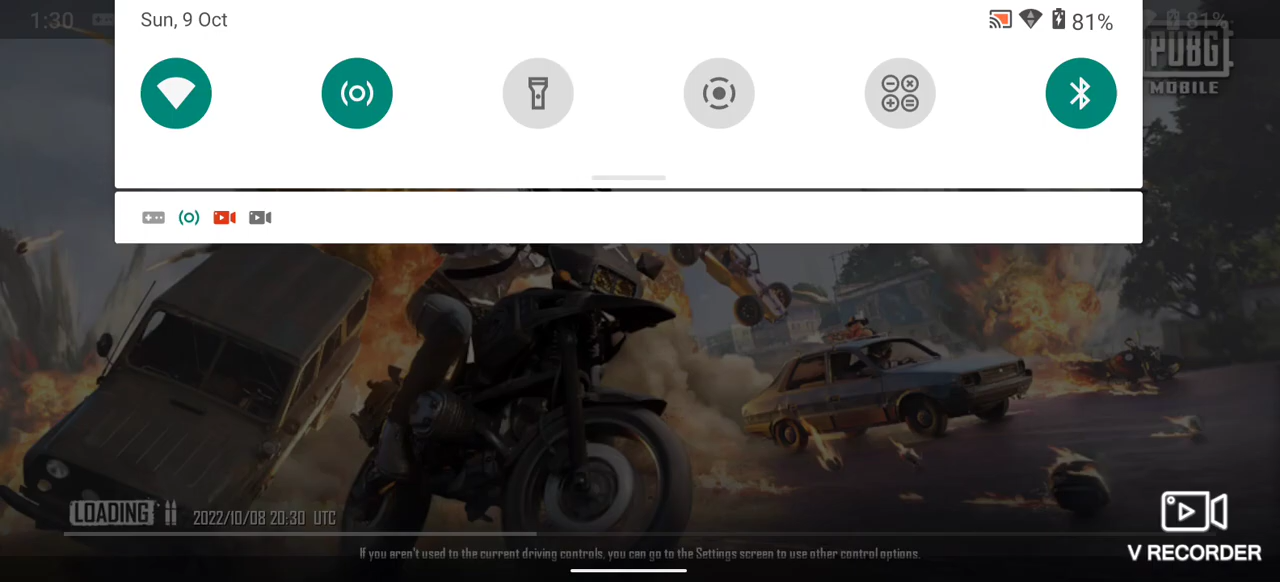 1:30
Sun, 9 Oct
81%
81%
PUBG
MOBILE
LOADING
2022/10/08 20:30 UTC
If you aren't used to the current driving controls, you can go to the Settings screen to use other control options.
V RECORDER